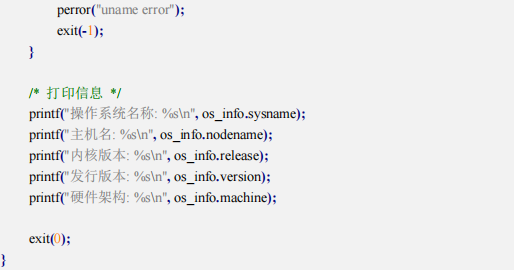 perror("uname error");
exit(-1);
}
/* 打印信息 */
printf("操作系统名称: %s\n", os_info.sysname);
printf("主机名: %s\n", os_info.nodename);
printf("内核版本: %s\n", os_info.release);
printf("发行版本: %s\n", os_info.version);
printf("硬件架构: %s\n", os_info.machine);
exit(0);
}